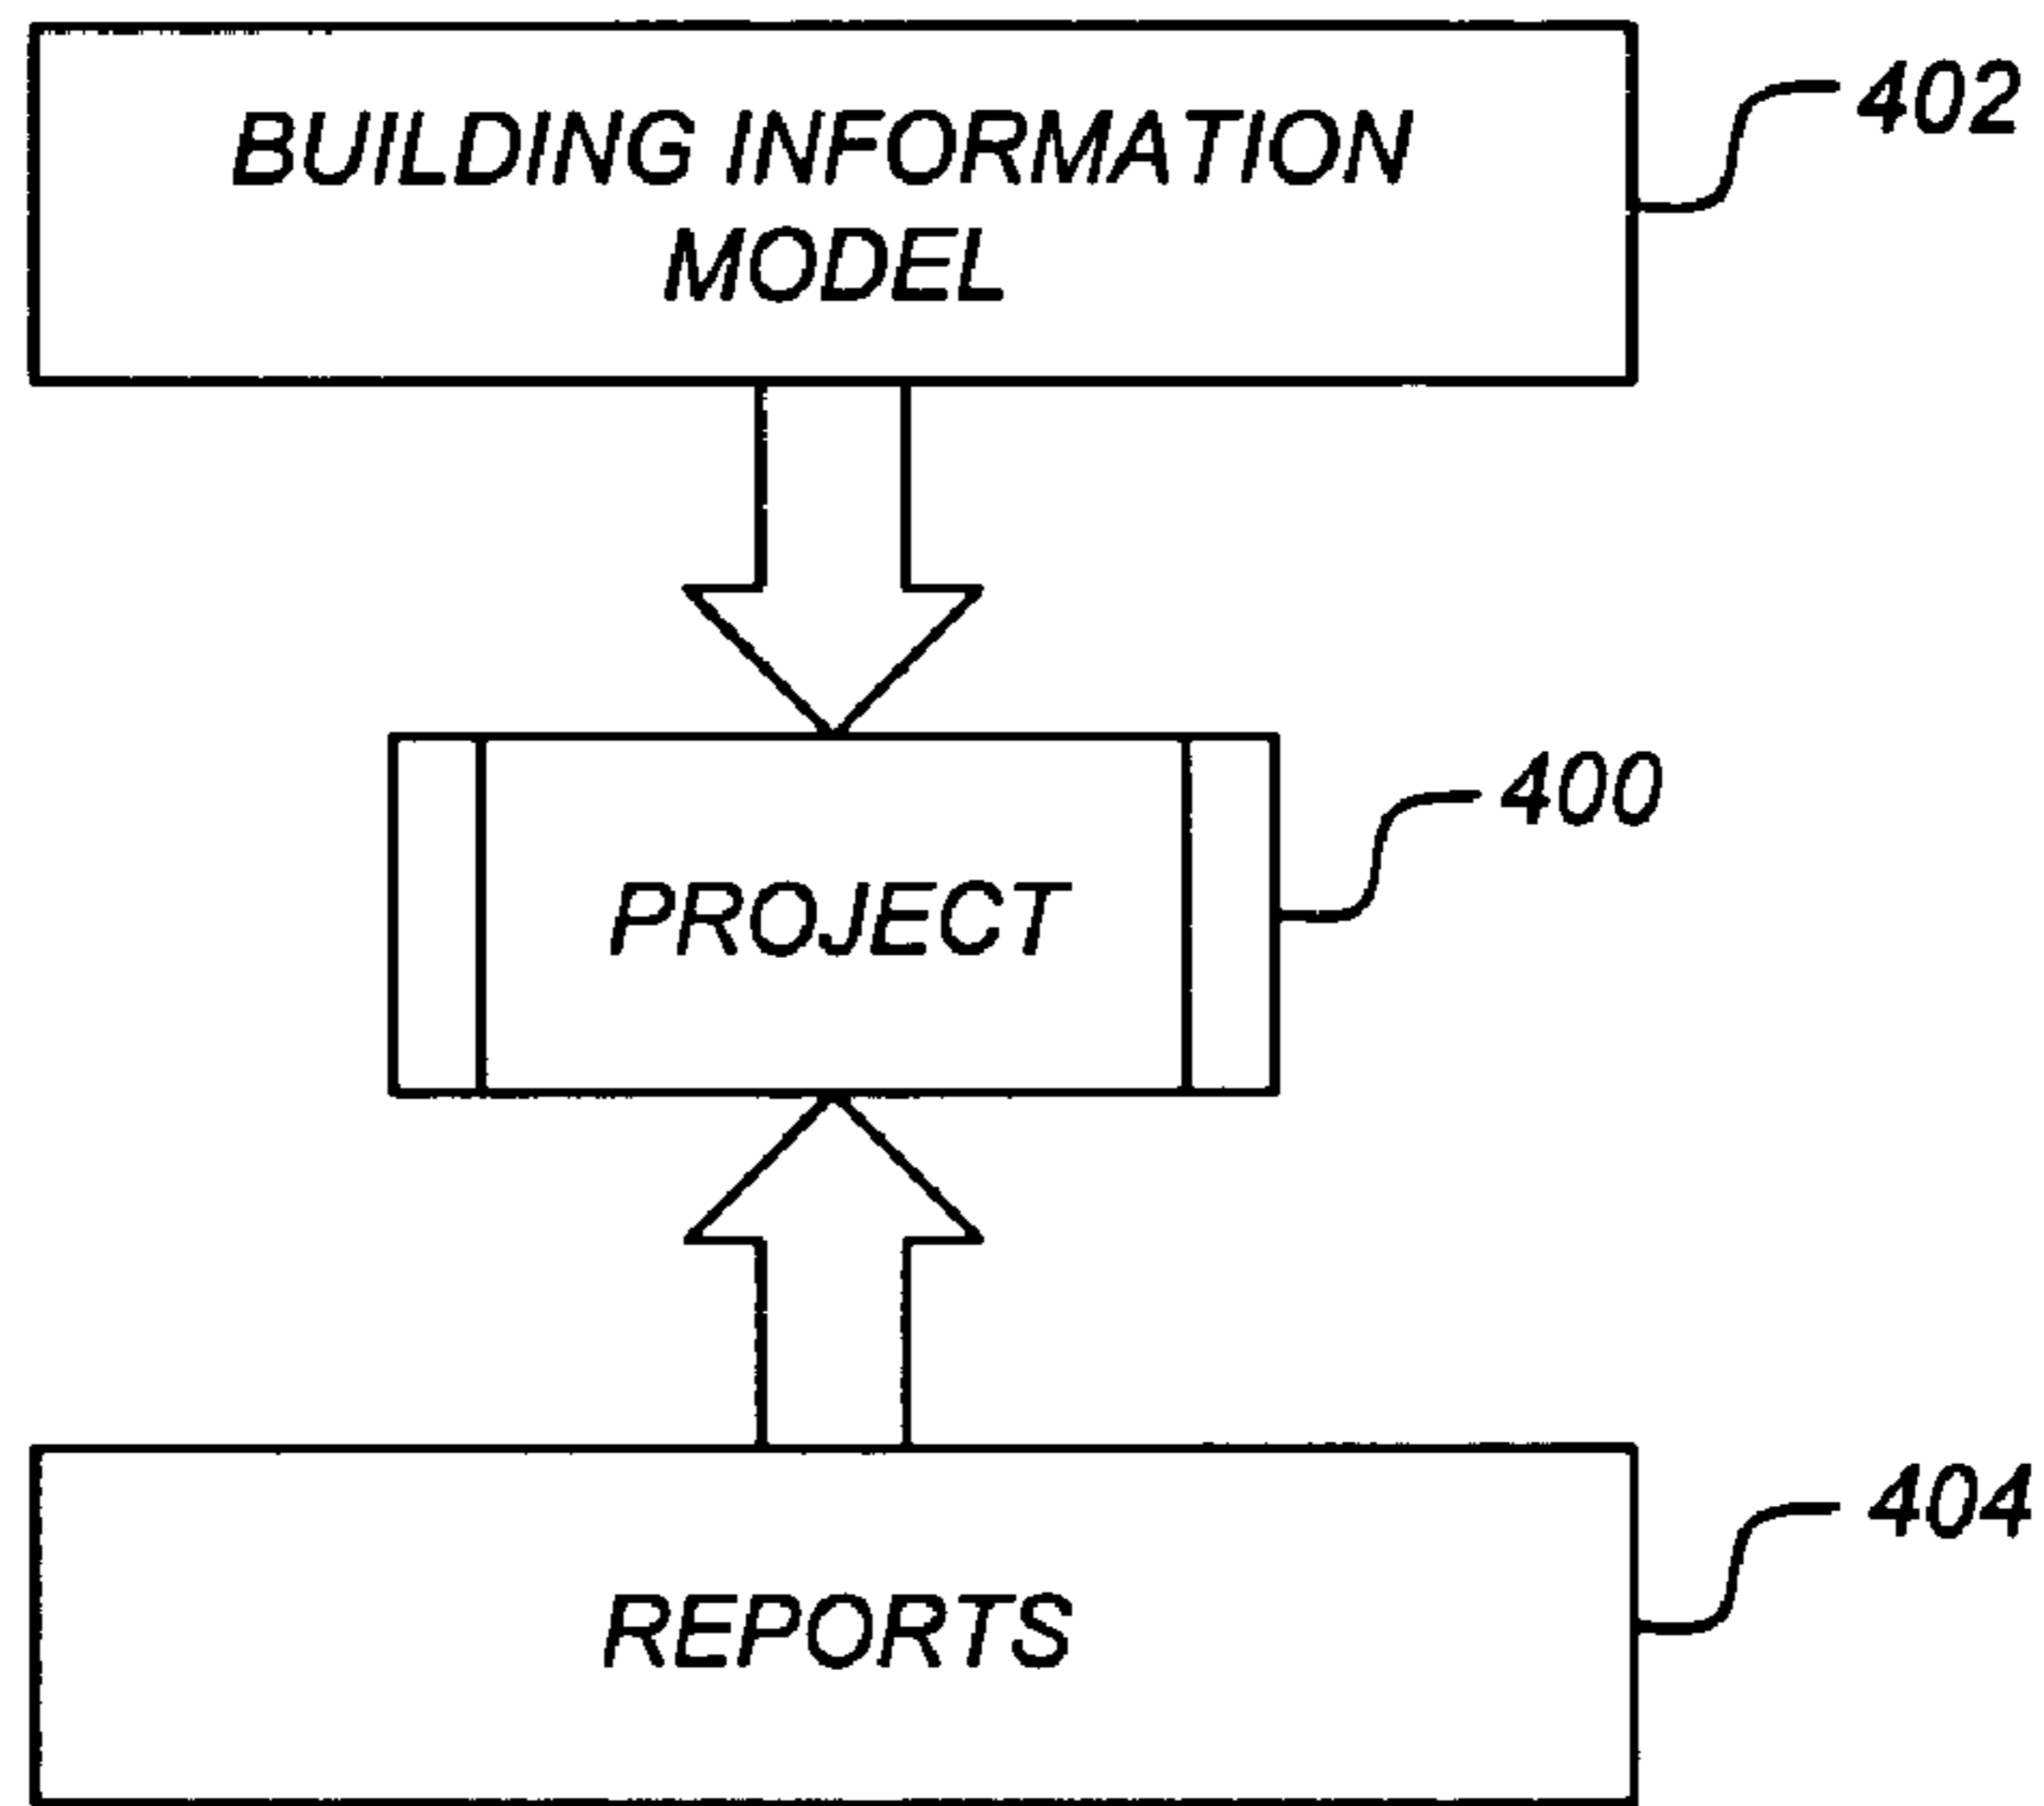 BUILDING INFORMATION
MODEL
402
PROJECT
400
REPORTS
404